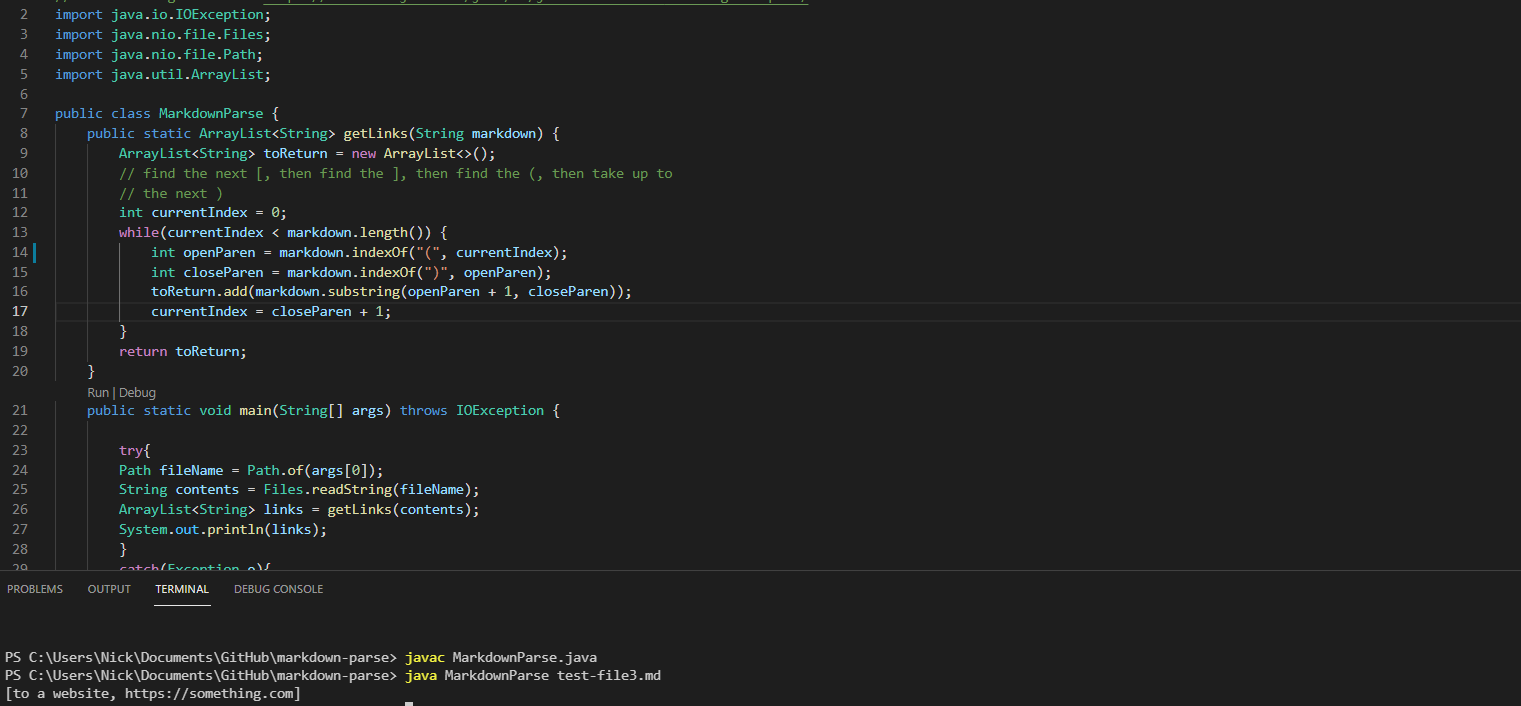 2 import java.io.IOException;
3 import java.nio.file.Files;
4 import java.nio.file.Path;
5 import java.util.ArrayList;
6
7 public class MarkdownParse {
8 public static ArrayList<String> getLinks(String markdown) {
9 ArrayList<String> toReturn = new ArrayList<>();
10 // find the next [, then find the ], then find the (, then take up to
11 // the next )
12 int currentIndex = 0;
13 while(currentIndex < markdown.length()) {
14 int openParen = markdown.indexOf("(", currentIndex);
15 int closeParen = markdown.indexOf(")", openParen);
16 toReturn.add(markdown.substring(openParen + 1, closeParen));
17 currentIndex = closeParen + 1;
18 }
19 return toReturn;
20 }
Run | Debug
21 public static void main(String[] args) throws IOException {
22
23 try{
24 Path fileName = Path.of(args[0]);
25 String contents = Files.readString(fileName);
26 ArrayList<String> links = getLinks(contents);
27 System.out.println(links);
28 }
29 catch(Exception e){
PROBLEMS OUTPUT TERMINAL DEBUG CONSOLE
PS C:\Users\Nick\Documents\GitHub\markdown-parse> javac MarkdownParse.java
PS C:\Users\Nick\Documents\GitHub\markdown-parse> java MarkdownParse test-file3.md
[to a website, https://something.com]